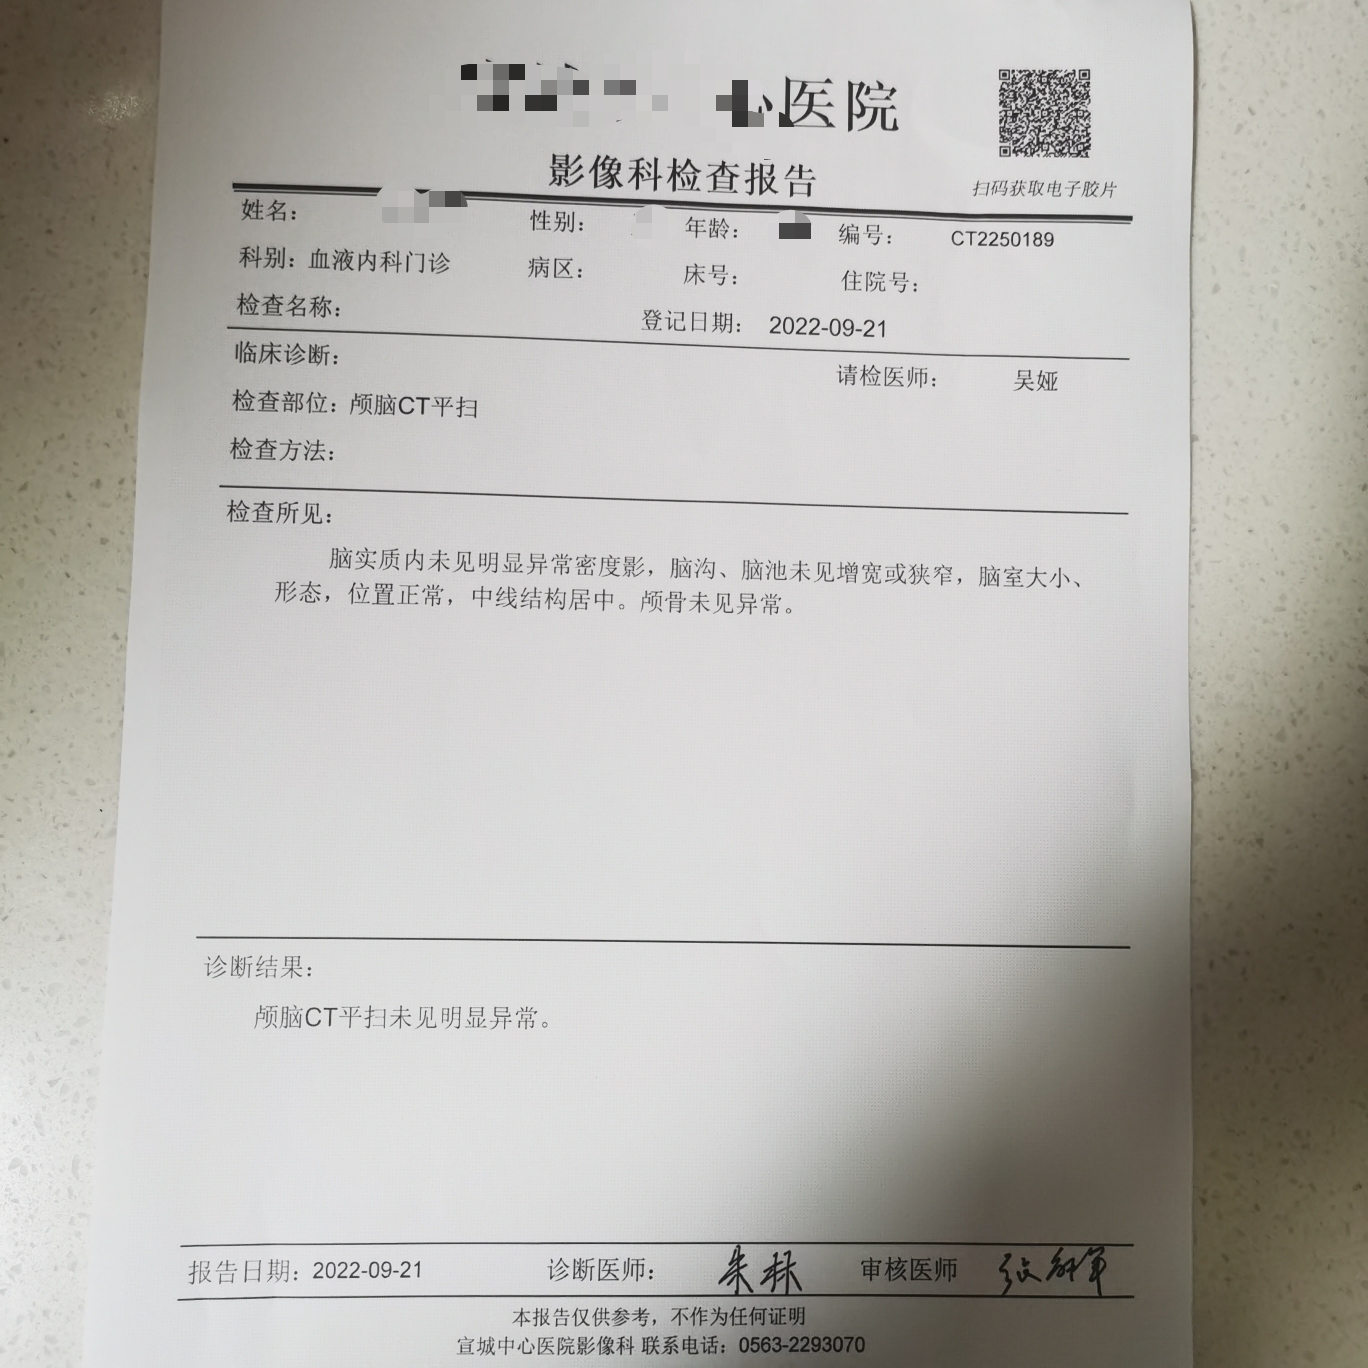 医院
影像科检查报告
扫码获取电子胶片
姓名： 性别： 年龄： 编号： CT2250189
科别：血液内科门诊 病区： 床号： 住院号：
检查名称： 登记日期： 2022-09-21
临床诊断： 请检医师： 吴娅
检查部位：颅脑CT平扫
检查方法：
检查所见：
脑实质内未见明显异常密度影，脑沟、脑池未见增宽或狭窄，脑室大小、
形态，位置正常，中线结构居中。颅骨未见异常。
诊断结果：
颅脑CT平扫未见明显异常。
报告日期：2022-09-21 诊断医师： 朱林 审核医师
本报告仅供参考，不作为任何证明
宣城中心医院影像科 联系电话：0563-2293070